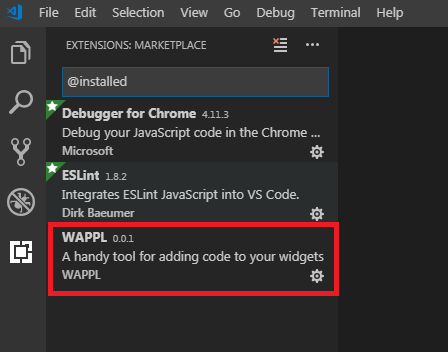 File Edit Selection View Go Debug Terminal Help
EXTENSIONS: MARKETPLACE
@installed
Debugger for Chrome 4.11.3
Debug your JavaScript code in the Chrome ...
Microsoft
ESLint 1.8.2
Integrates ESLint JavaScript into VS Code.
Dirk Baeumer
WAPPL 0.0.1
A handy tool for adding code to your widgets
WAPPL